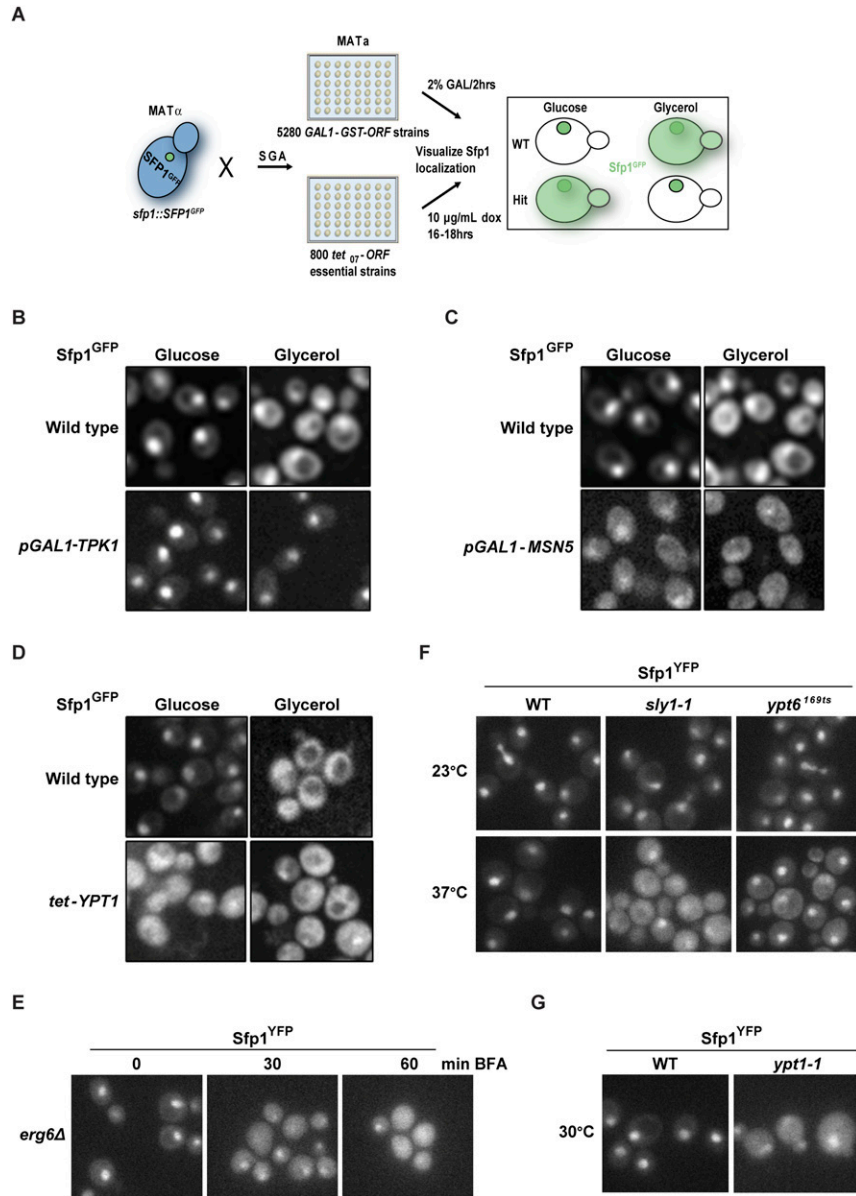 A
MATα
SFP1GFP
sfp1::SFP1GFP
X
SGA
MATa
5280 GAL1-GST-ORF strains
800 tet 07-ORF
essential strains
2% GAL/2hrs
Visualize Sfp1
localization
10 µg/mL dox
16-18hrs
Glucose Glycerol
WT
Sfp1GFP
Hit
B
Sfp1GFP
Glucose Glycerol
Wild type
pGAL1-TPK1
C
Sfp1GFP
Glucose Glycerol
Wild type
pGAL1-MSN5
D
Sfp1GFP
Glucose Glycerol
Wild type
tet-YPT1
F
Sfp1YFP
WT sly1-1 ypt6169ts
23°C
37°C
E
Sfp1YFP
0 30 60 min BFA
erg6Δ
G
Sfp1YFP
WT ypt1-1
30°C